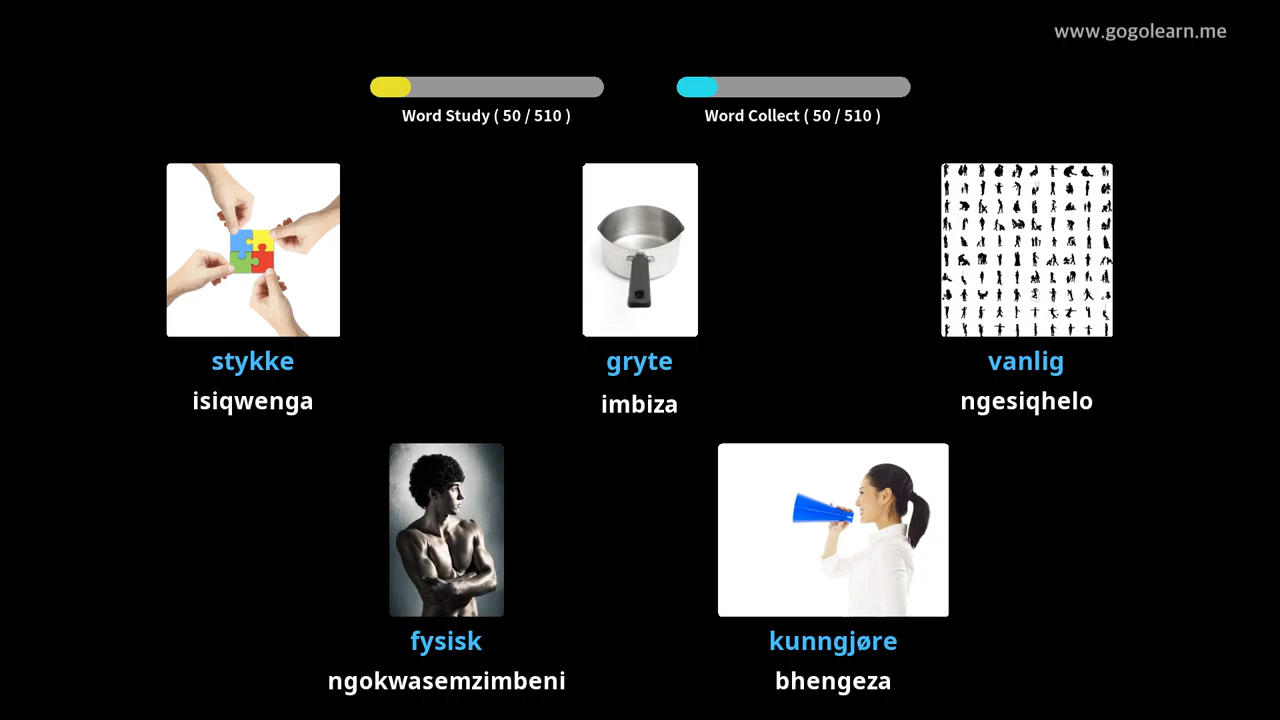 www.gogolearn.me
Word Study ( 50 / 510 )
Word Collect ( 50 / 510 )
stykke
gryte
vanlig
isiqwenga
imbiza
ngesiqhelo
fysisk
kunngjøre
ngokwasemzimbeni
bhengeza